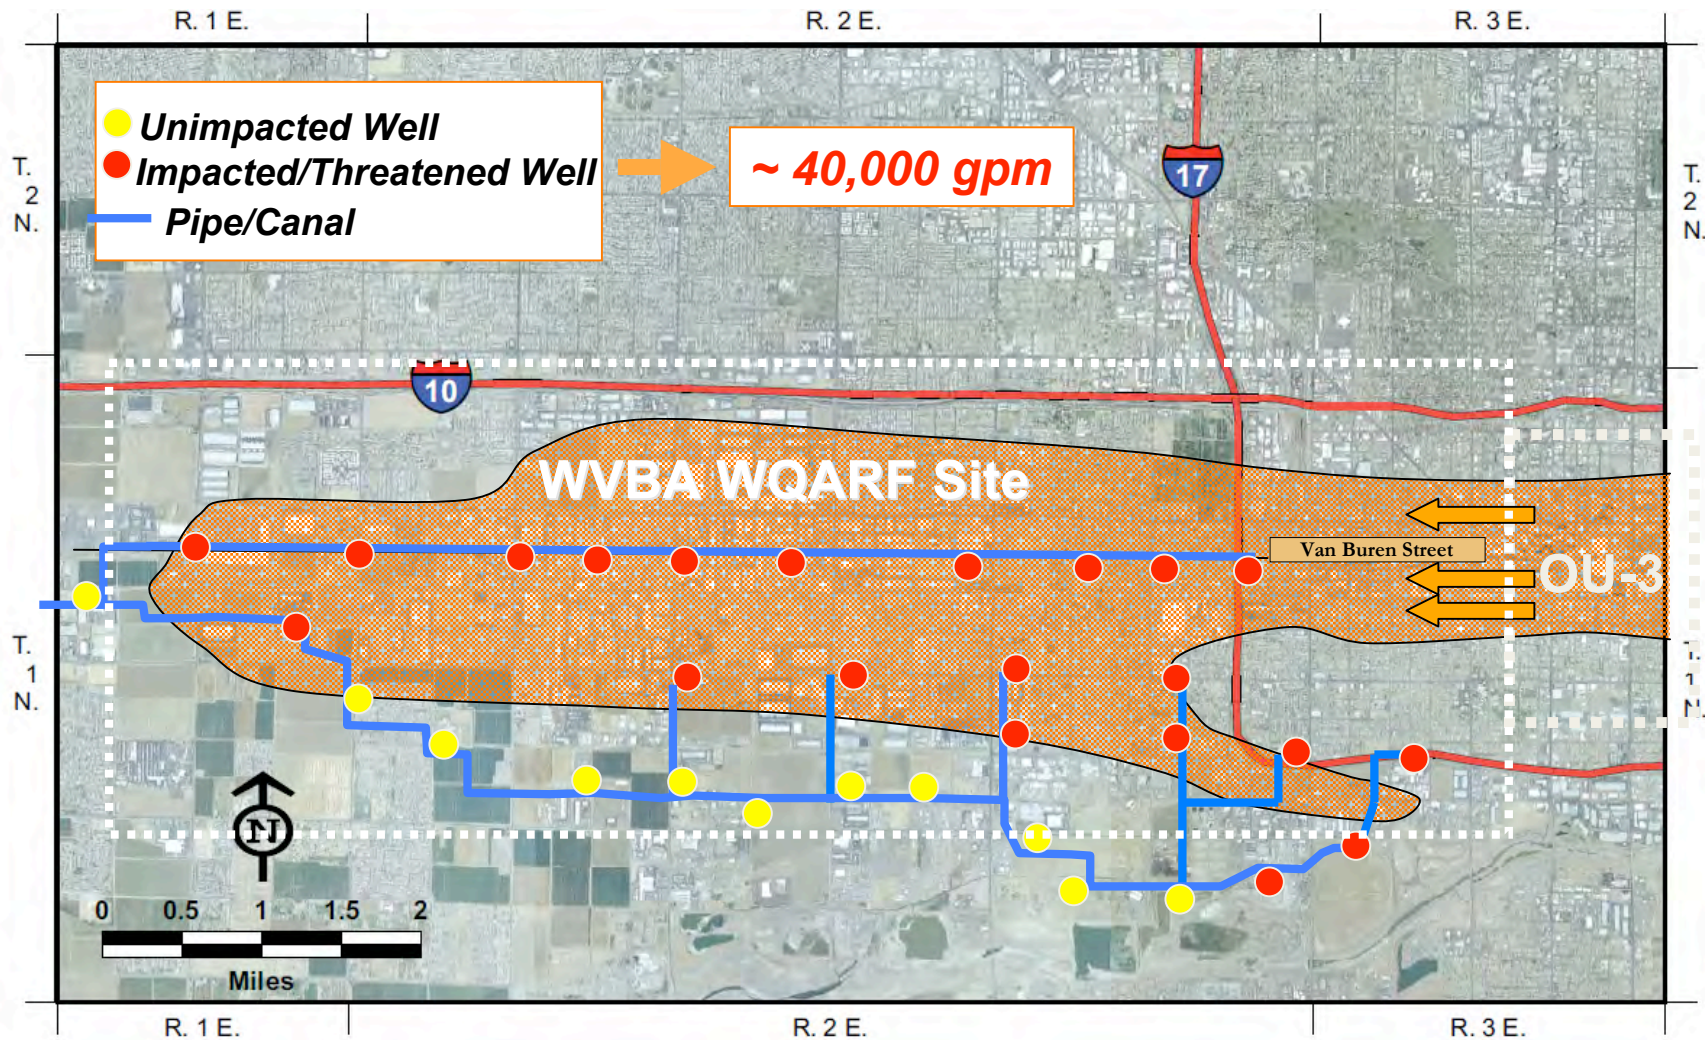 R. 1 E.
R. 2 E.
R. 3 E.
Unimpacted Well
Impacted/Threatened Well
Pipe/Canal
~ 40,000 gpm
17
T.
2
N.
T.
2
N.
10
WVBA WQARF Site
Van Buren Street
OU-3
T.
1
N.
T.
1
N.
N
0 0.5 1 1.5 2
Miles
R. 1 E.
R. 2 E.
R. 3 E.